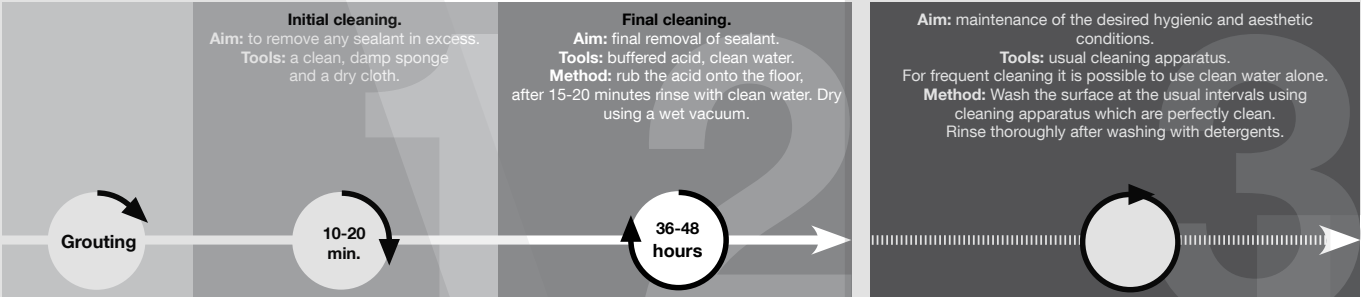 Initial cleaning.
Aim: to remove any sealant in excess.
Tools: a clean, damp sponge
and a dry cloth.
Final cleaning.
Aim: final removal of sealant.
Tools: buffered acid, clean water.
Method: rub the acid onto the floor,
after 15-20 minutes rinse with clean water. Dry
using a wet vacuum.
Aim: maintenance of the desired hygienic and aesthetic
conditions.
Tools: usual cleaning apparatus.
For frequent cleaning it is possible to use clean water alone.
Method: Wash the surface at the usual intervals using
cleaning apparatus which are perfectly clean.
Rinse thoroughly after washing with detergents.
1
2
3
Grouting
10-20
min.
36-48
hours